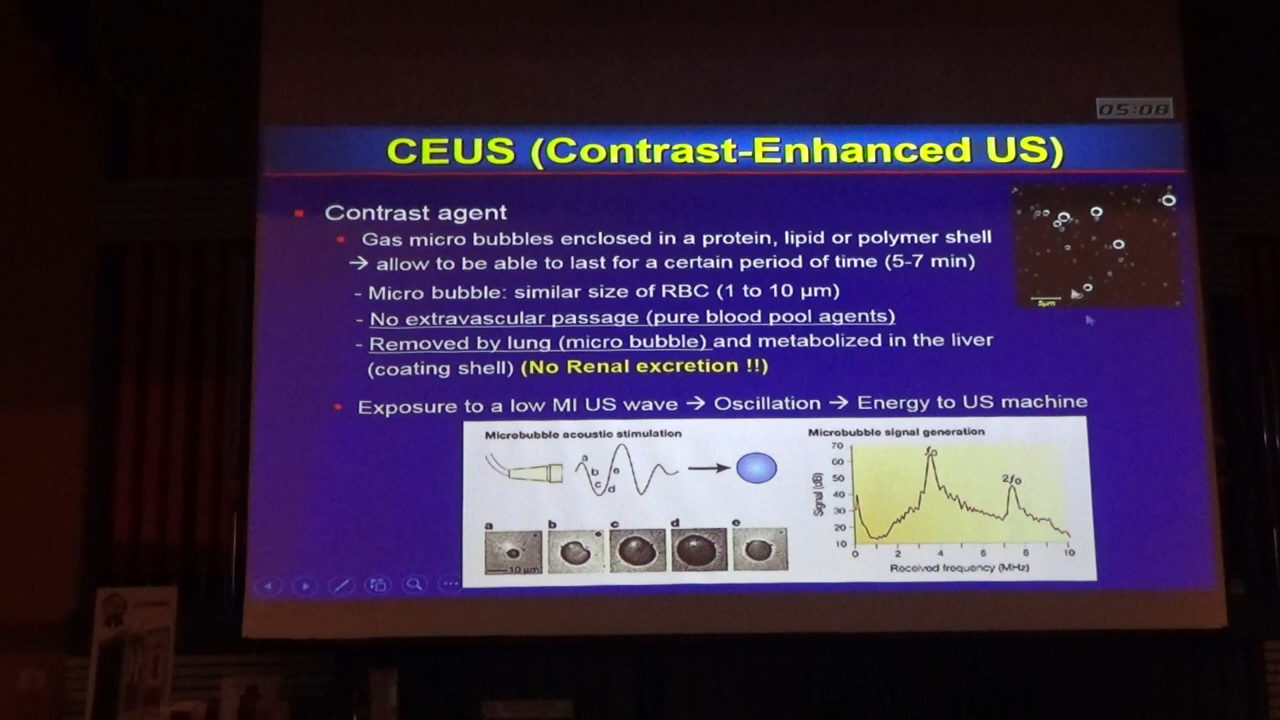 05:08
CEUS (Contrast-Enhanced US)
Contrast agent
Gas micro bubbles enclosed in a protein, lipid or polymer shell
→ allow to be able to last for a certain period of time (5-7 min)
- Micro bubble: similar size of RBC (1 to 10 µm)
- No extravascular passage (pure blood pool agents)
- Removed by lung (micro bubble) and metabolized in the liver
(coating shell) (No Renal excretion !!)
5µm
Exposure to a low MI US wave → Oscillation → Energy to US machine
Microbubble acoustic stimulation
a
b
c
d
e
a b c d e
10 µm
Microbubble signal generation
Signal (dB)
70
60
50
40
30
20
10
fo
2fo
0 2 4 6 8 10
Received frequency (MHz)